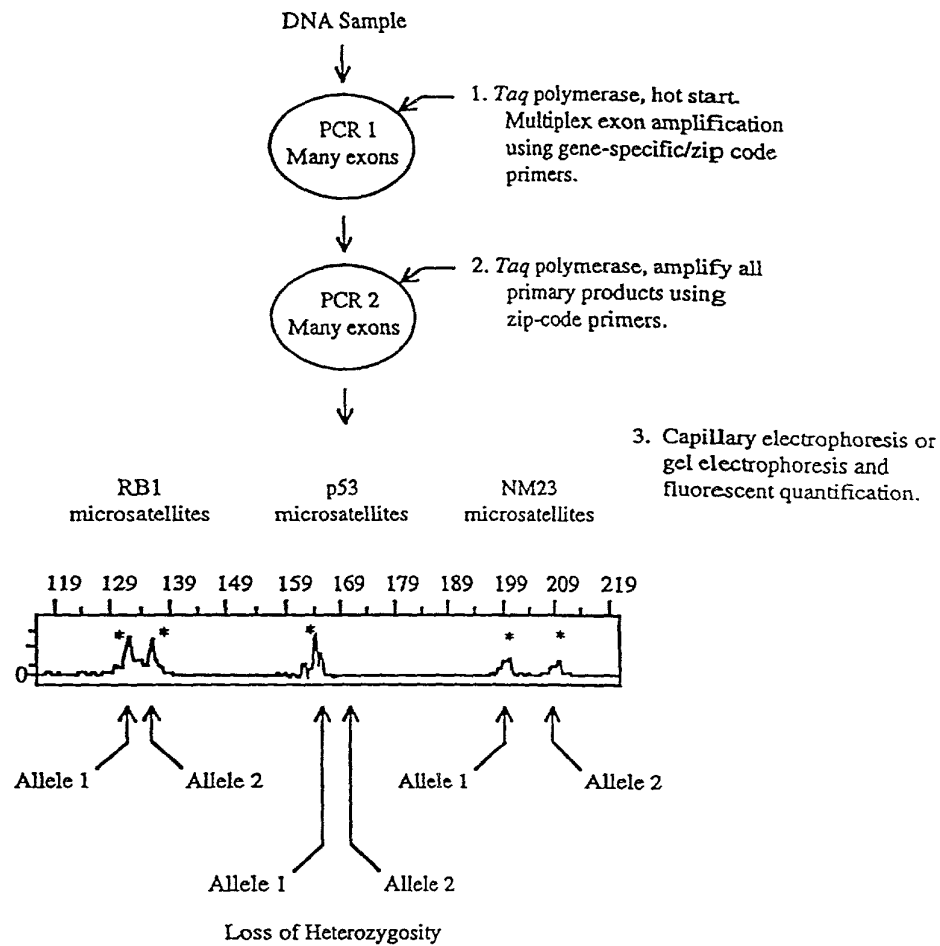 DNA Sample
PCR 1
Many exons
1. Taq polymerase, hot start.
Multiplex exon amplification
using gene-specific/zip code
primers.
PCR 2
Many exons
2. Taq polymerase, amplify all
primary products using
zip-code primers.
3. Capillary electrophoresis or
gel electrophoresis and
fluorescent quantification.
RB1
microsatellites
p53
microsatellites
NM23
microsatellites
119 129 139 149 159 169 179 189 199 209 219
* * * * *
0
Allele 1
Allele 2
Allele 1
Allele 2
Allele 1
Allele 2
Loss of Heterozygosity